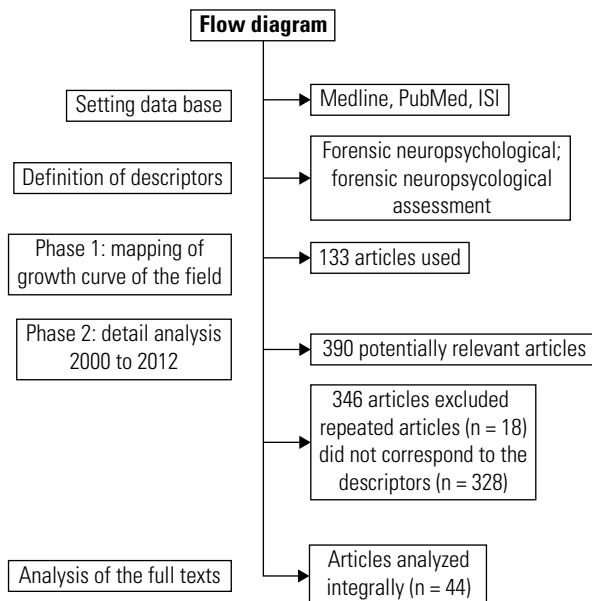 Flow diagram
Setting data base
Medline, PubMed, ISI
Definition of descriptors
Forensic neuropsychological;
forensic neuropsycological
assessment
Phase 1: mapping of
growth curve of the field
133 articles used
Phase 2: detail analysis
2000 to 2012
390 potentially relevant articles
346 articles excluded
repeated articles (n = 18)
did not correspond to the
descriptors (n = 328)
Analysis of the full texts
Articles analyzed
integrally (n = 44)